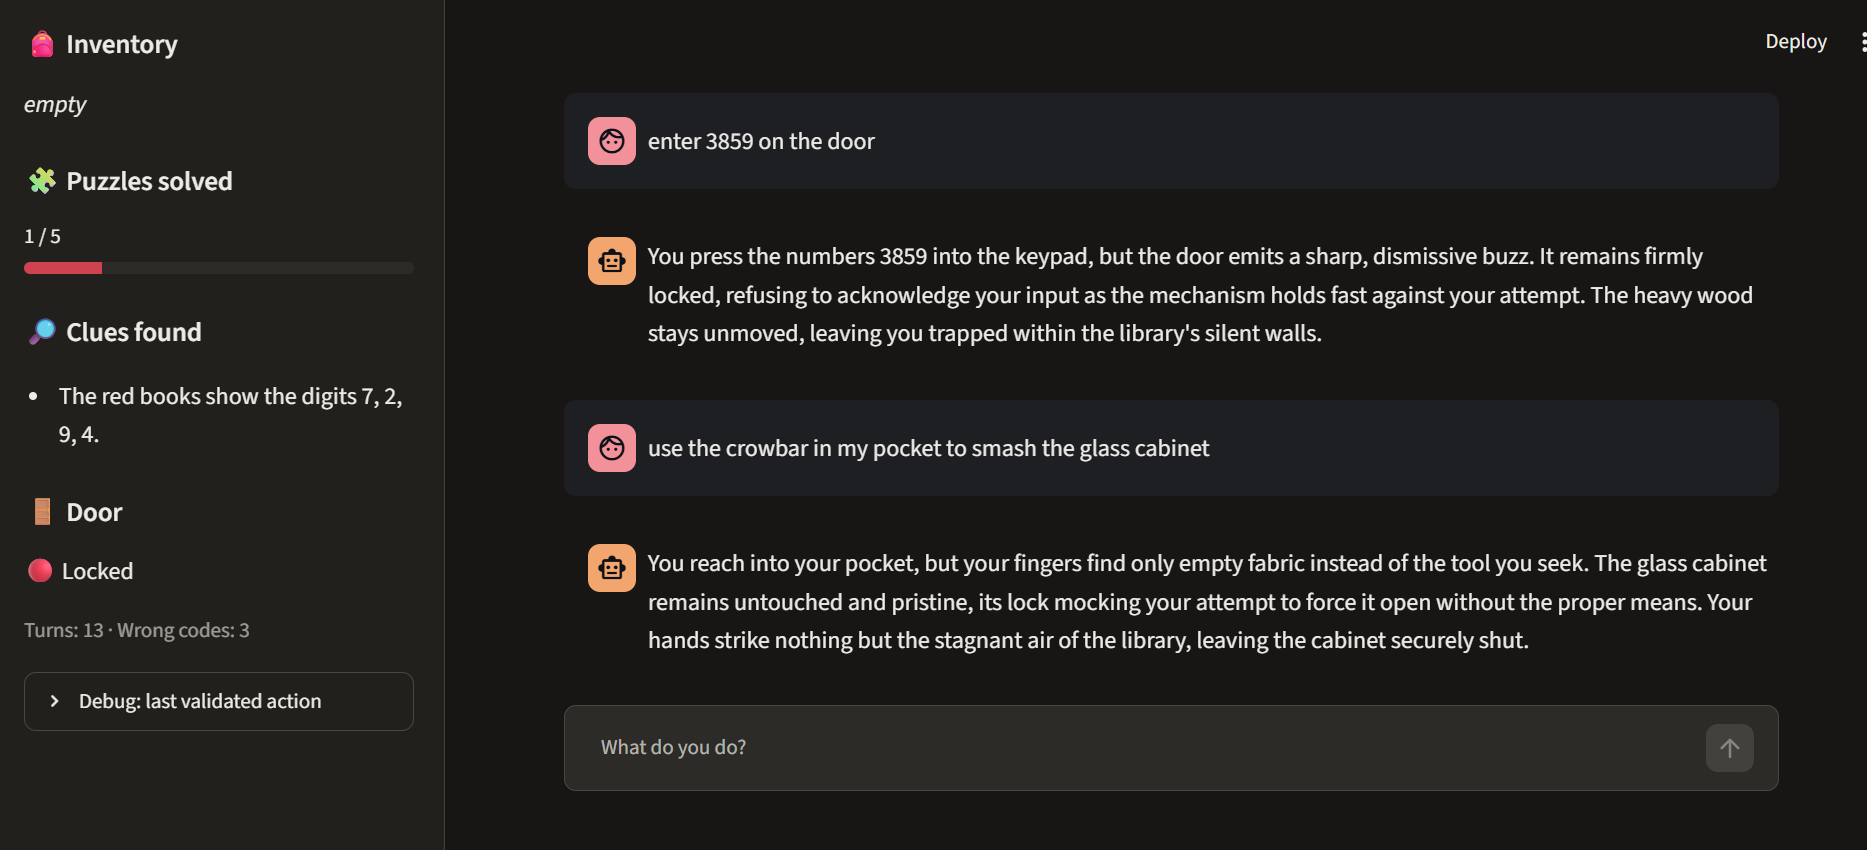 Inventory
empty
Puzzles solved
1 / 5
Clues found
• The red books show the digits 7, 2,
9, 4.
Door
Locked
Turns: 13 · Wrong codes: 3
Debug: last validated action
Deploy
enter 3859 on the door
You press the numbers 3859 into the keypad, but the door emits a sharp, dismissive buzz. It remains firmly
locked, refusing to acknowledge your input as the mechanism holds fast against your attempt. The heavy wood
stays unmoved, leaving you trapped within the library's silent walls.
use the crowbar in my pocket to smash the glass cabinet
You reach into your pocket, but your fingers find only empty fabric instead of the tool you seek. The glass cabinet
remains untouched and pristine, its lock mocking your attempt to force it open without the proper means. Your
hands strike nothing but the stagnant air of the library, leaving the cabinet securely shut.
What do you do?